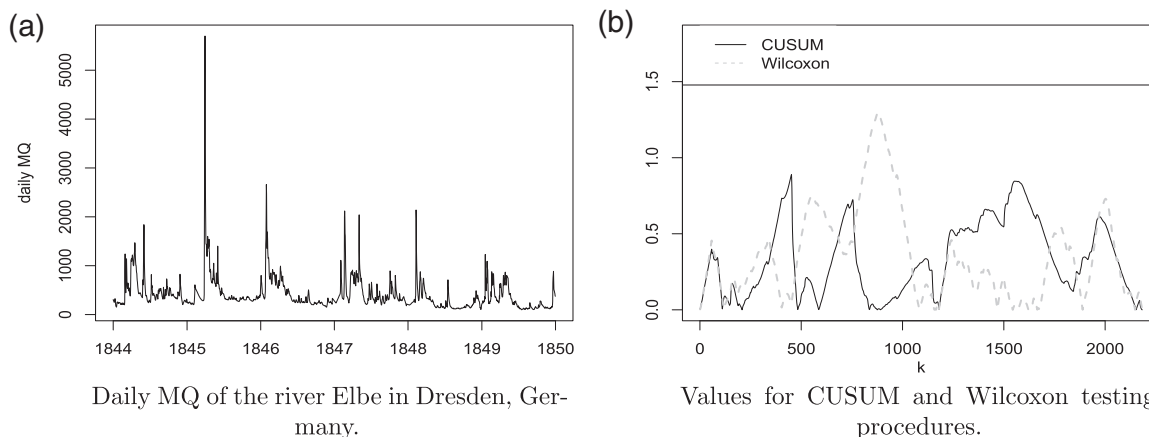 (a)
daily MQ
5000
4000
3000
2000
1000
0
1844 1845 1846 1847 1848 1849 1850
Daily MQ of the river Elbe in Dresden, Ger-
many.
(b)
CUSUM
Wilcoxon
1.5
1.0
0.5
0.0
0 500 1000 1500 2000
k
Values for CUSUM and Wilcoxon testing
procedures.